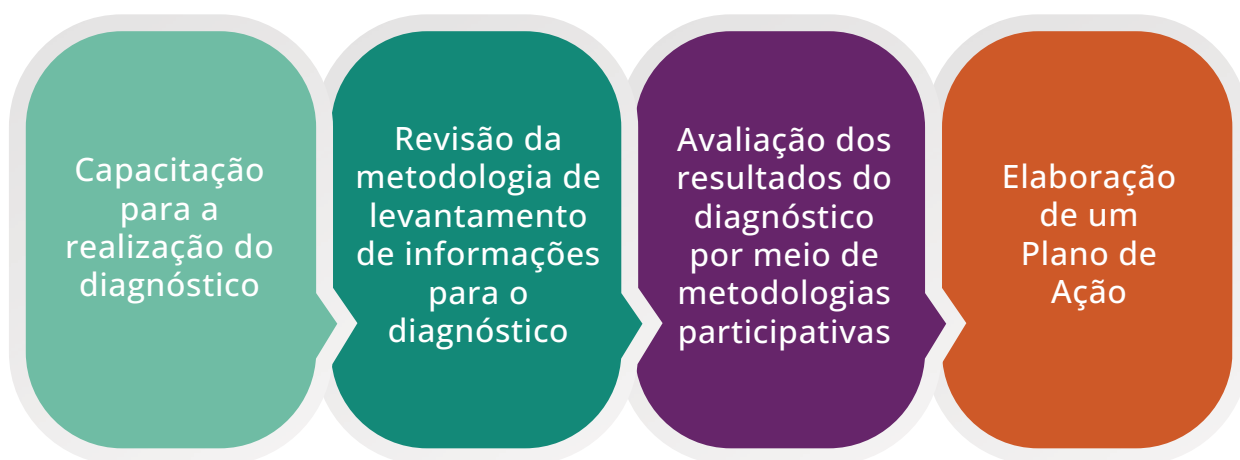 Capacitação
para a
realização do
diagnóstico
Revisão da
metodologia de
levantamento
de informações
para o
diagnóstico
Avaliação dos
resultados do
diagnóstico
por meio de
metodologias
participativas
Elaboração
de um
Plano de
Ação